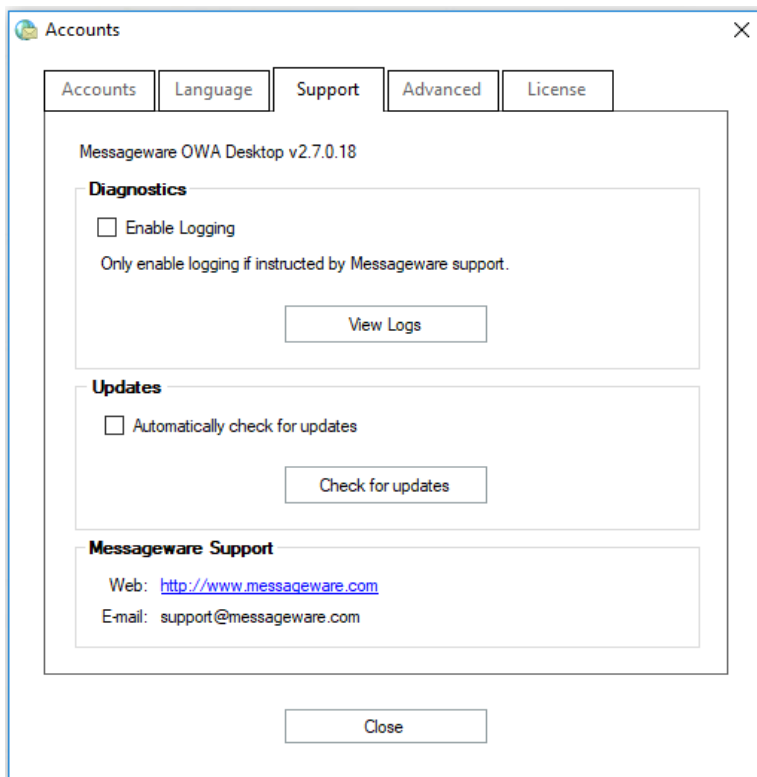 Accounts
Accounts Language Support Advanced License
Messageware OWA Desktop v2.7.0.18
Diagnostics
Enable Logging
Only enable logging if instructed by Messageware support.
View Logs
Updates
Automatically check for updates
Check for updates
Messageware Support
Web: http://www.messageware.com
E-mail: support@messageware.com
Close